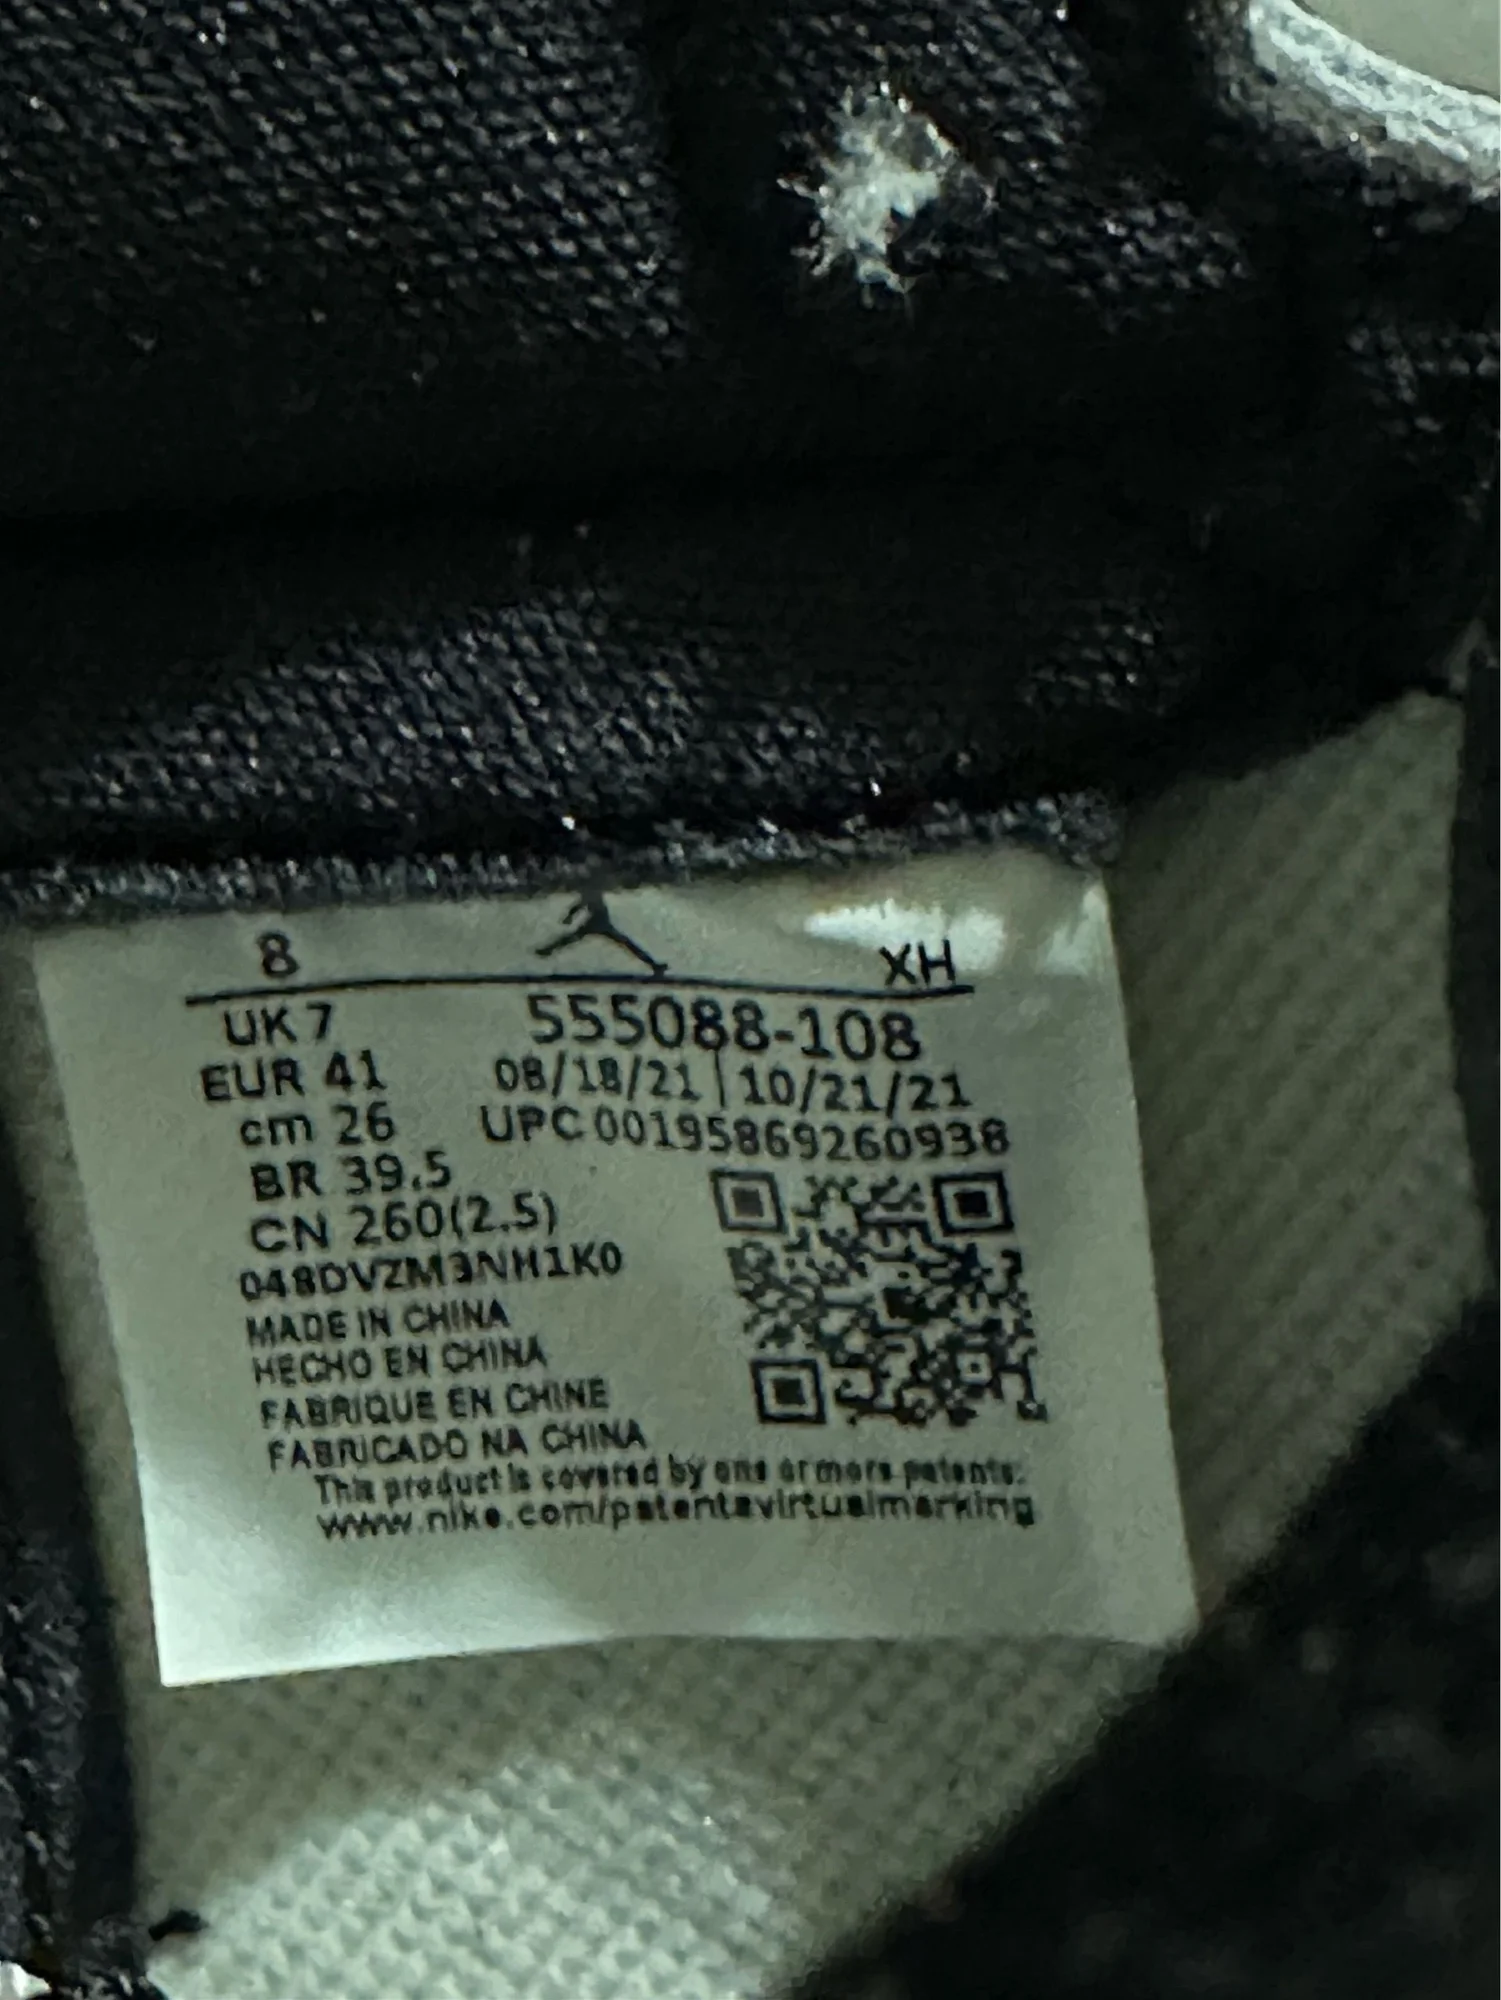 8 XH
UK 7 555088-108
EUR 41 08/18/21 | 10/21/21
cm 26 UPC 00195869260938
BR 39.5
CN 260(2.5)
048DVZM3NH1K0
MADE IN CHINA
HECHO EN CHINA
FABRIQUE EN CHINE
FABRICADO NA CHINA
This product is covered by one or more patents.
www.nike.com/patentsvirtualmarking